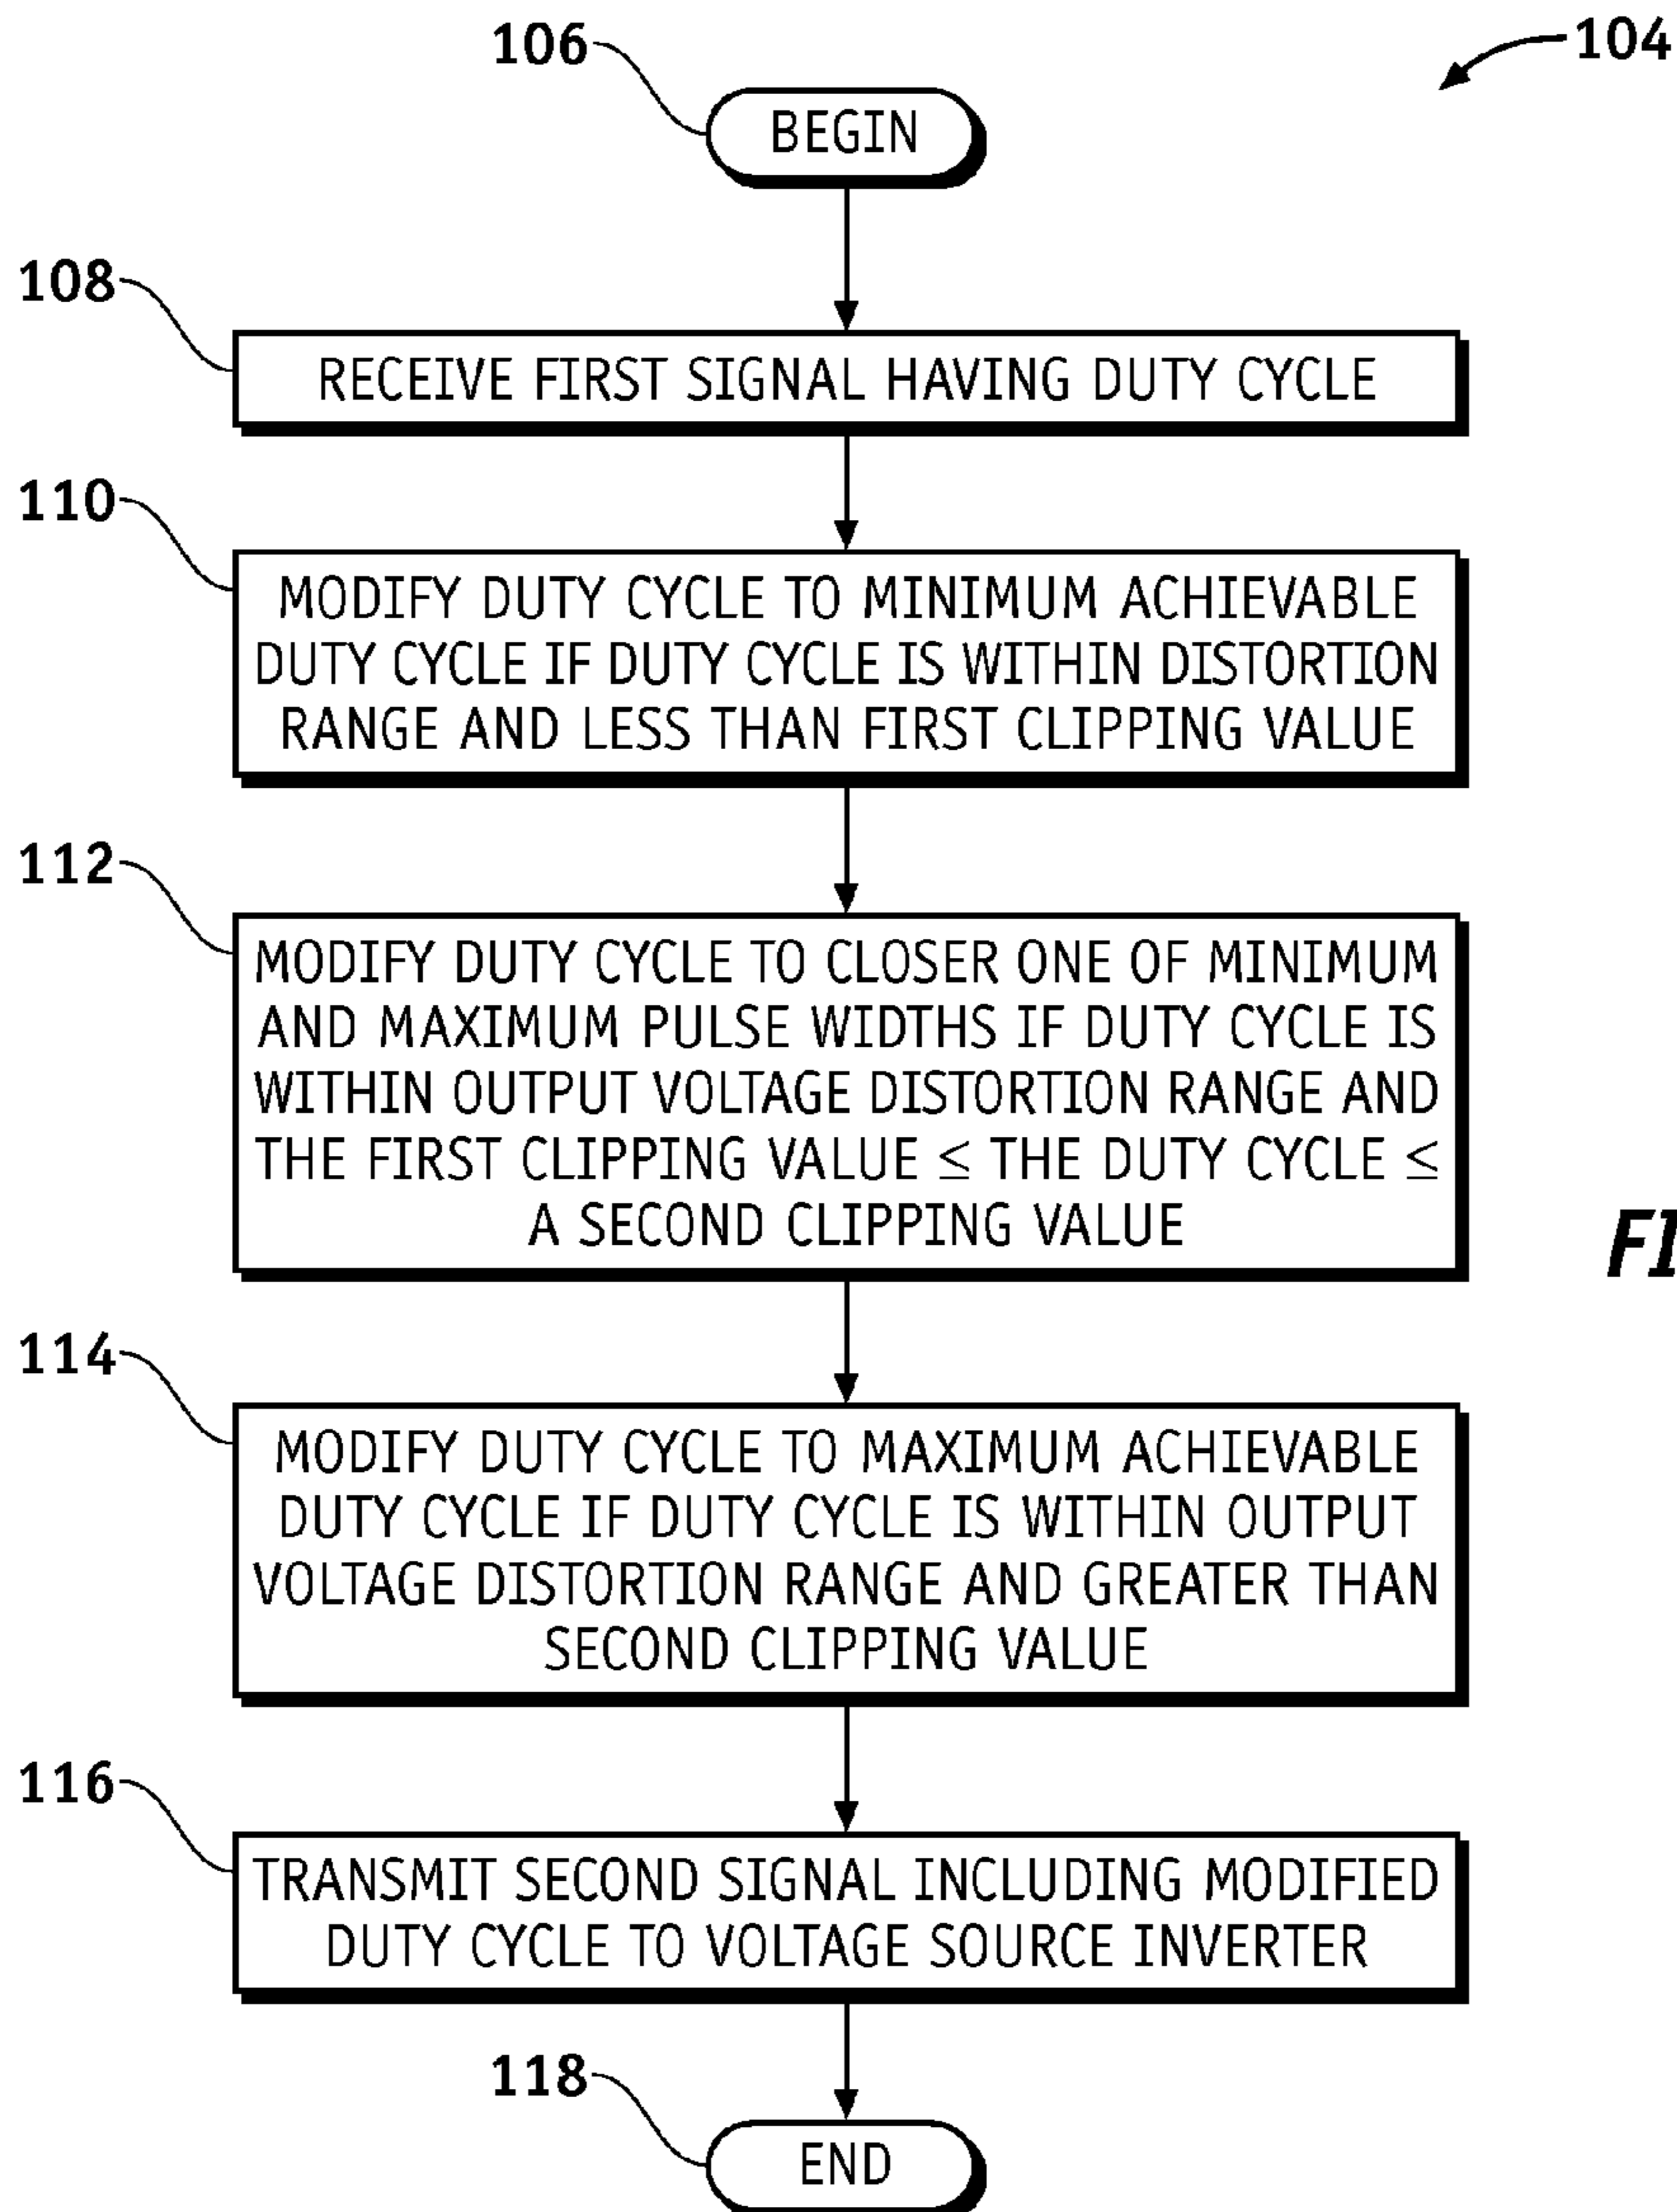 106
104
BEGIN
108
RECEIVE FIRST SIGNAL HAVING DUTY CYCLE
110
MODIFY DUTY CYCLE TO MINIMUM ACHIEVABLE
DUTY CYCLE IF DUTY CYCLE IS WITHIN DISTORTION
RANGE AND LESS THAN FIRST CLIPPING VALUE
112
MODIFY DUTY CYCLE TO CLOSER ONE OF MINIMUM
AND MAXIMUM PULSE WIDTHS IF DUTY CYCLE IS
WITHIN OUTPUT VOLTAGE DISTORTION RANGE AND
THE FIRST CLIPPING VALUE ≤ THE DUTY CYCLE ≤
A SECOND CLIPPING VALUE
114
MODIFY DUTY CYCLE TO MAXIMUM ACHIEVABLE
DUTY CYCLE IF DUTY CYCLE IS WITHIN OUTPUT
VOLTAGE DISTORTION RANGE AND GREATER THAN
SECOND CLIPPING VALUE
116
TRANSMIT SECOND SIGNAL INCLUDING MODIFIED
DUTY CYCLE TO VOLTAGE SOURCE INVERTER
118
END